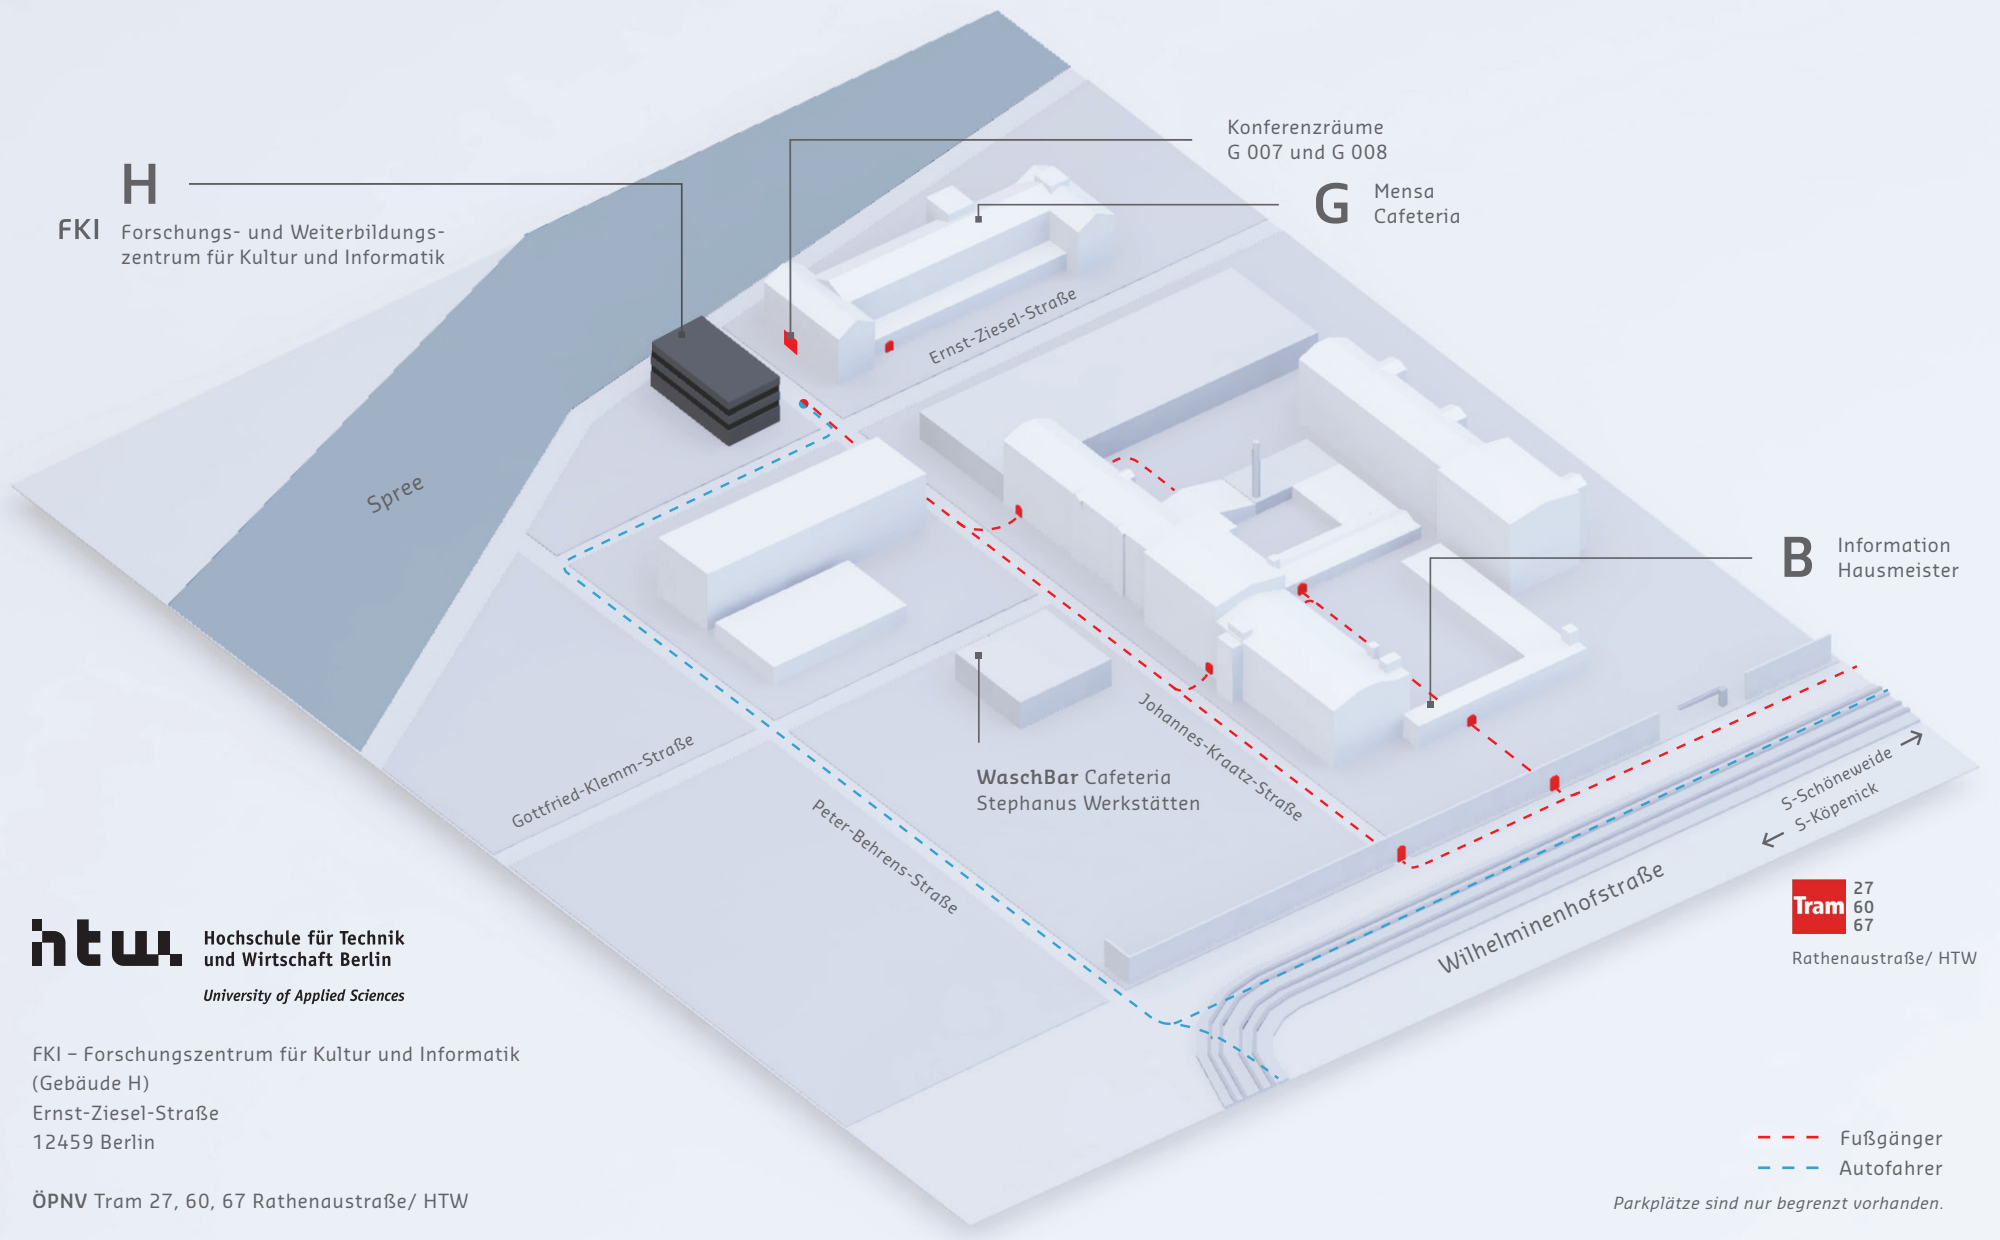 Konferenzräume
G 007 und G 008
H
G
Mensa
Cafeteria
FKI
Forschungs- und Weiterbildungs-
zentrum für Kultur und Informatik
Ernst-Ziesel-Straße
Spree
B
Information
Hausmeister
Johannes-Kraatz-Straße
WaschBar Cafeteria
Stephanus Werkstätten
Gottfried-Klemm-Straße
Peter-Behrens-Straße
S-Schöneweide
S-Köpenick
Wilhelminenhofstraße
Tram
27
60
67
Rathenaustraße/ HTW
htw.
Hochschule für Technik
und Wirtschaft Berlin
University of Applied Sciences
FKI – Forschungszentrum für Kultur und Informatik
(Gebäude H)
Ernst-Ziesel-Straße
12459 Berlin
ÖPNV Tram 27, 60, 67 Rathenaustraße/ HTW
Fußgänger
Autofahrer
Parkplätze sind nur begrenzt vorhanden.